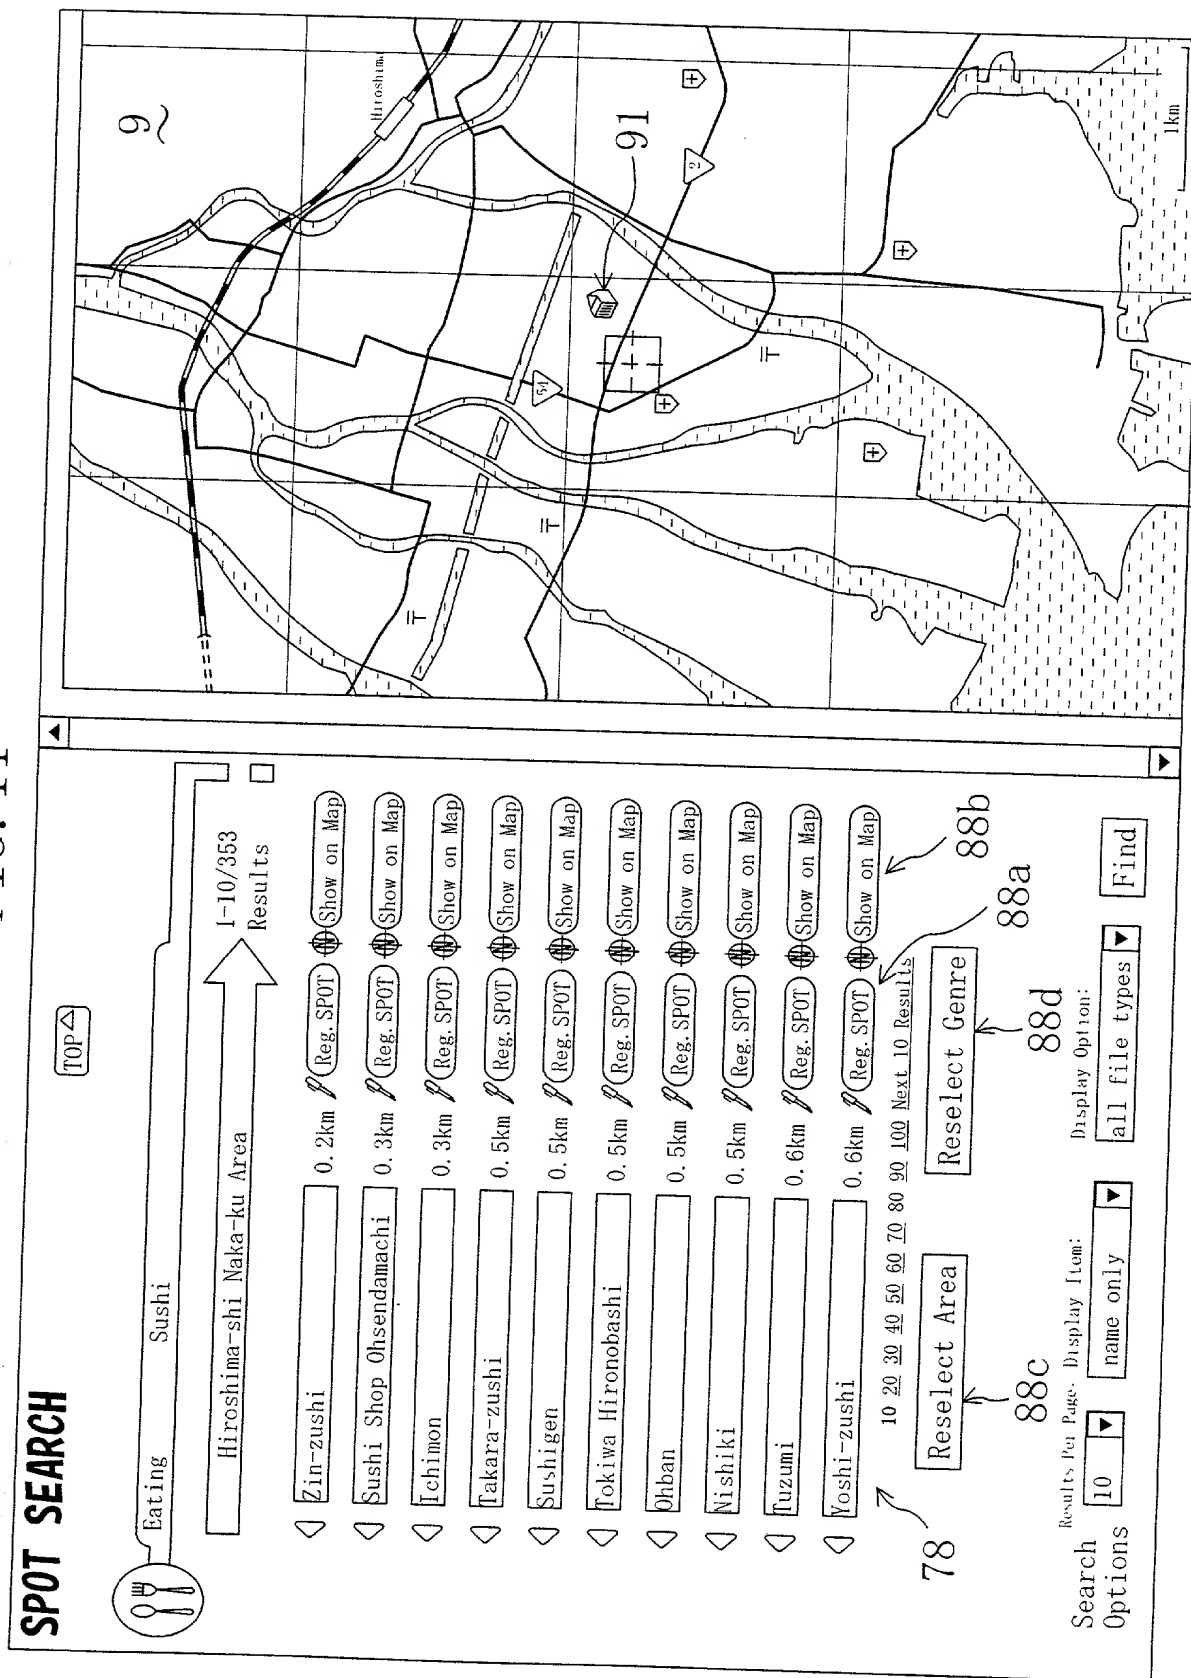 SPOT SEARCH
TOP
Eating Sushi
Hiroshima-shi Naka-ku Area
1-10/353
Results
Zin-zushi 0.2km Reg. SPOT N Show on Map
Sushi Shop Ohsendamachi 0.3km Reg. SPOT N Show on Map
Ichimon 0.3km Reg. SPOT N Show on Map
Takara-zushi 0.5km Reg. SPOT N Show on Map
Sushigen 0.5km Reg. SPOT N Show on Map
Tokiwa Hironobashi 0.5km Reg. SPOT N Show on Map
Ohban 0.5km Reg. SPOT N Show on Map
Nishiki 0.5km Reg. SPOT N Show on Map
Tuzumi 0.6km Reg. SPOT N Show on Map
Yoshi-zushi 0.6km Reg. SPOT N Show on Map
10 20 30 40 50 60 70 80 90 100 Next 10 Results
78
88a
88b
Reselect Area
Reselect Genre
88c
88d
Search
Options
Results Per Page.
10
Display Item:
name only
Display Option:
all file types
Find
9
Hiroshima
91
2
54
1km